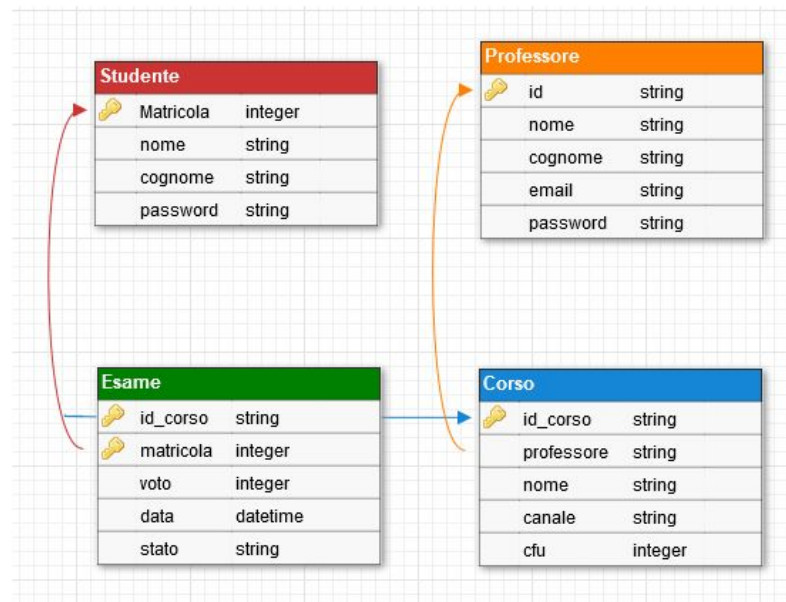 Studente
Matricola integer
nome string
cognome string
password string
Professore
id string
nome string
cognome string
email string
password string
Esame
id_corso string
matricola integer
voto integer
data datetime
stato string
Corso
id_corso string
professore string
nome string
canale string
cfu integer